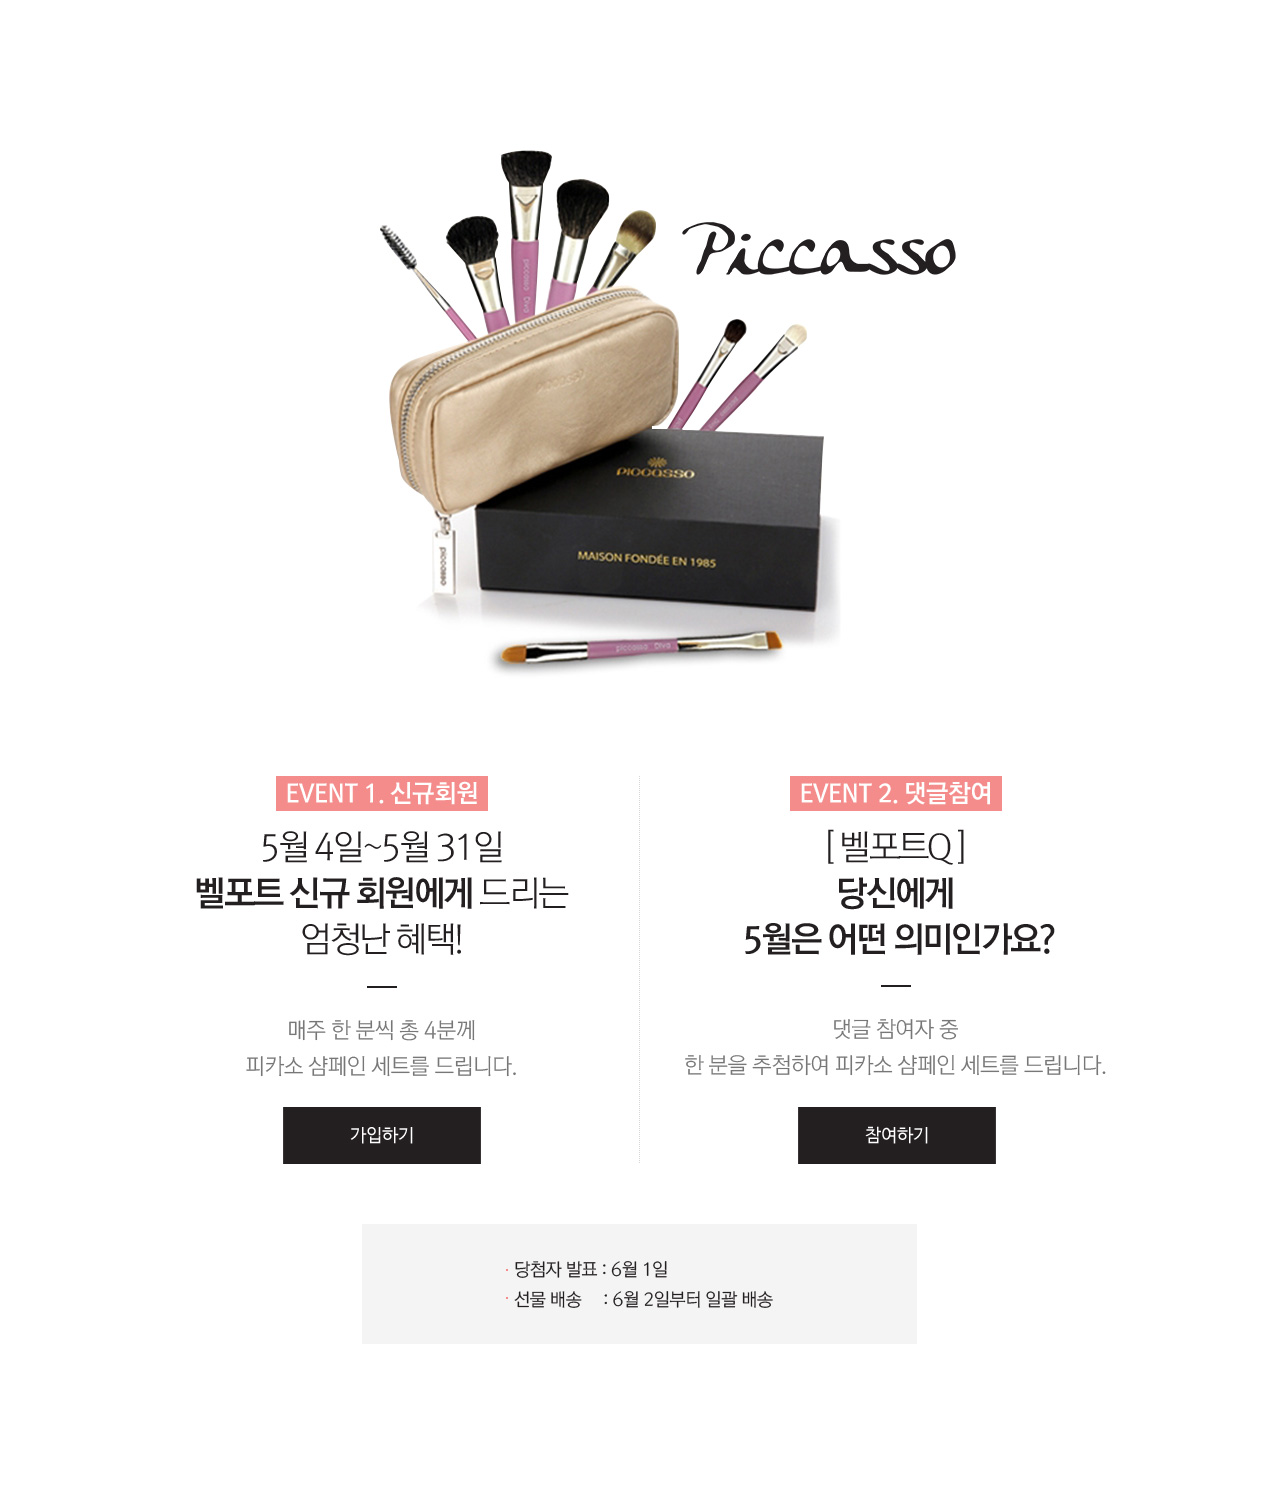 Piccasso
piccasso Diva
piccasso
PICCASSO
MAISON FONDÉE EN 1985
piccasso
piccasso Diva
EVENT 1. 신규회원
5월 4일~5월 31일
벨포트 신규 회원에게 드리는
엄청난 혜택!
매주 한 분씩 총 4분께
피카소 샴페인 세트를 드립니다.
가입하기
EVENT 2. 댓글참여
[ 벨포트Q ]
당신에게
5월은 어떤 의미인가요?
댓글 참여자 중
한 분을 추첨하여 피카소 샴페인 세트를 드립니다.
참여하기
· 당첨자 발표 : 6월 1일
· 선물 배송 : 6월 2일부터 일괄 배송